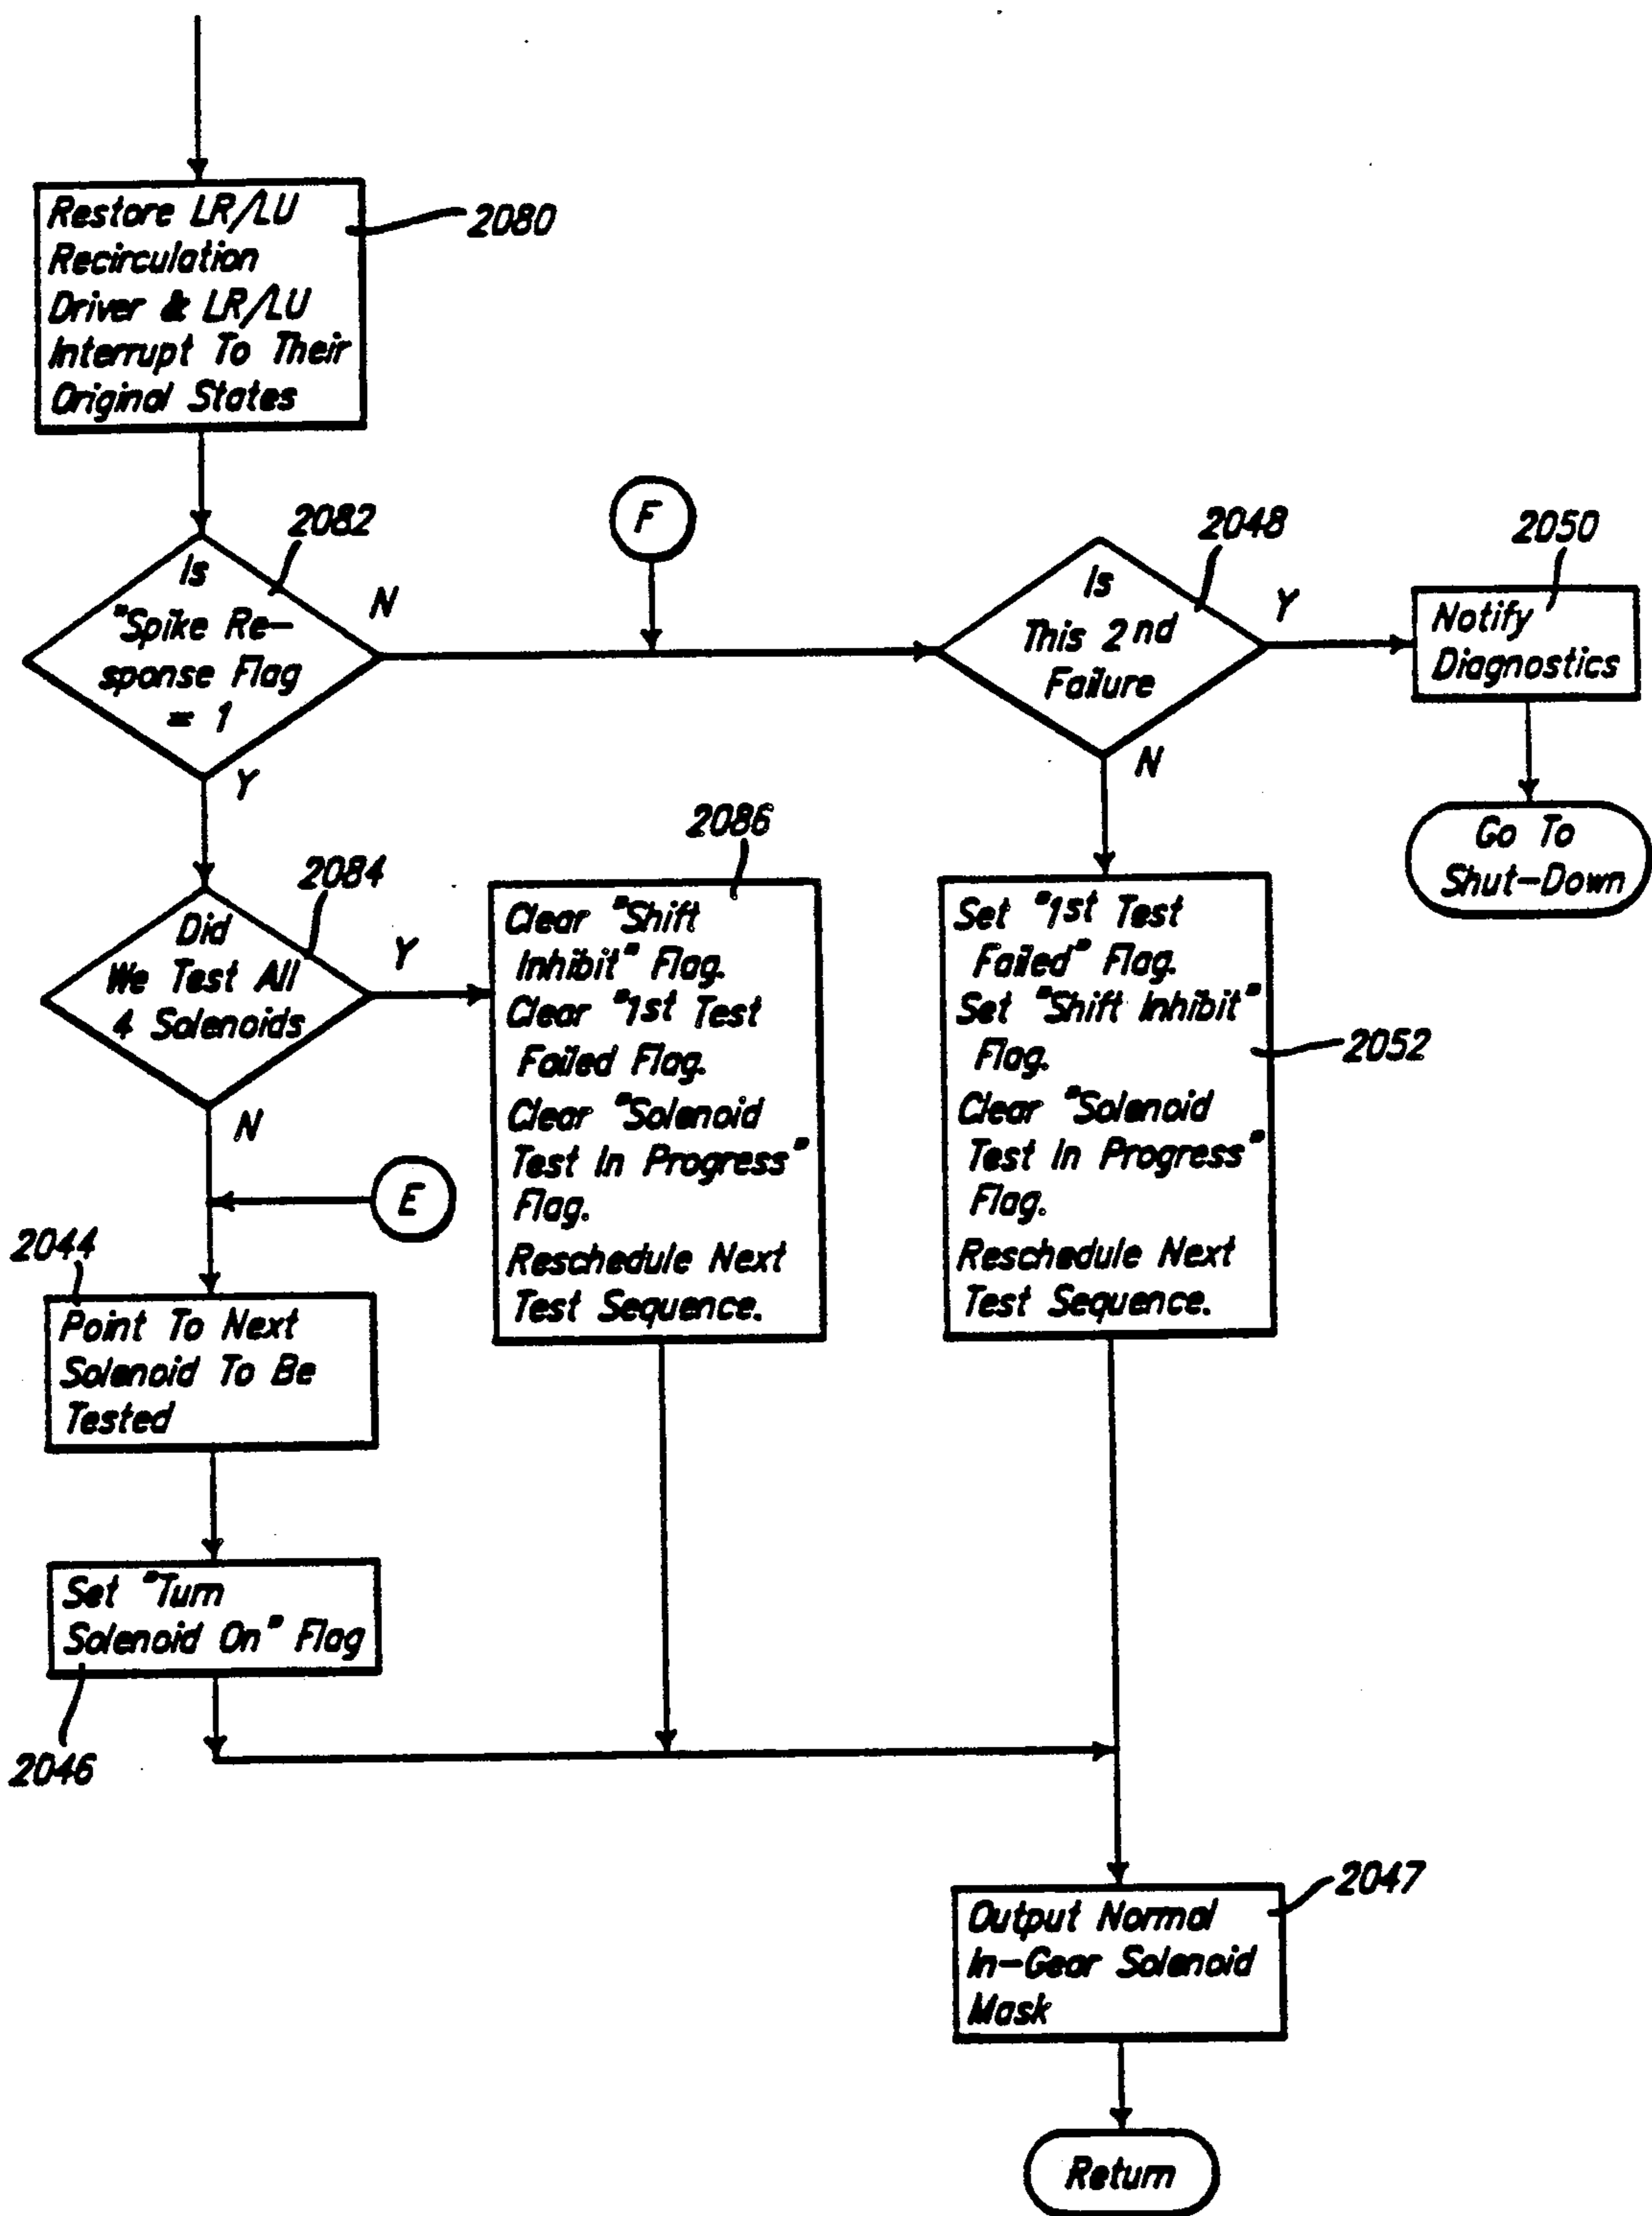 Restore LR/LU
Recirculation
Driver & LR/LU
Interrupt To Their
Original States
2080
2082
Is
"Spike Re-
sponse Flag
= 1
N
Y
F
2048
Is
This 2nd
Failure
Y
N
2050
Notify
Diagnostics
Go To
Shut-Down
2084
Did
We Test All
4 Solenoids
Y
N
2086
Clear "Shift
Inhibit" Flag.
Clear "1st Test
Failed Flag.
Clear "Solenoid
Test In Progress"
Flag.
Reschedule Next
Test Sequence.
Set "1st Test
Failed" Flag.
Set "Shift Inhibit"
Flag.
Clear "Solenoid
Test In Progress"
Flag.
Reschedule Next
Test Sequence.
2052
E
2044
Point To Next
Solenoid To Be
Tested
Set "Turn
Solenoid On" Flag
2046
2047
Output Normal
In-Gear Solenoid
Mask
Return